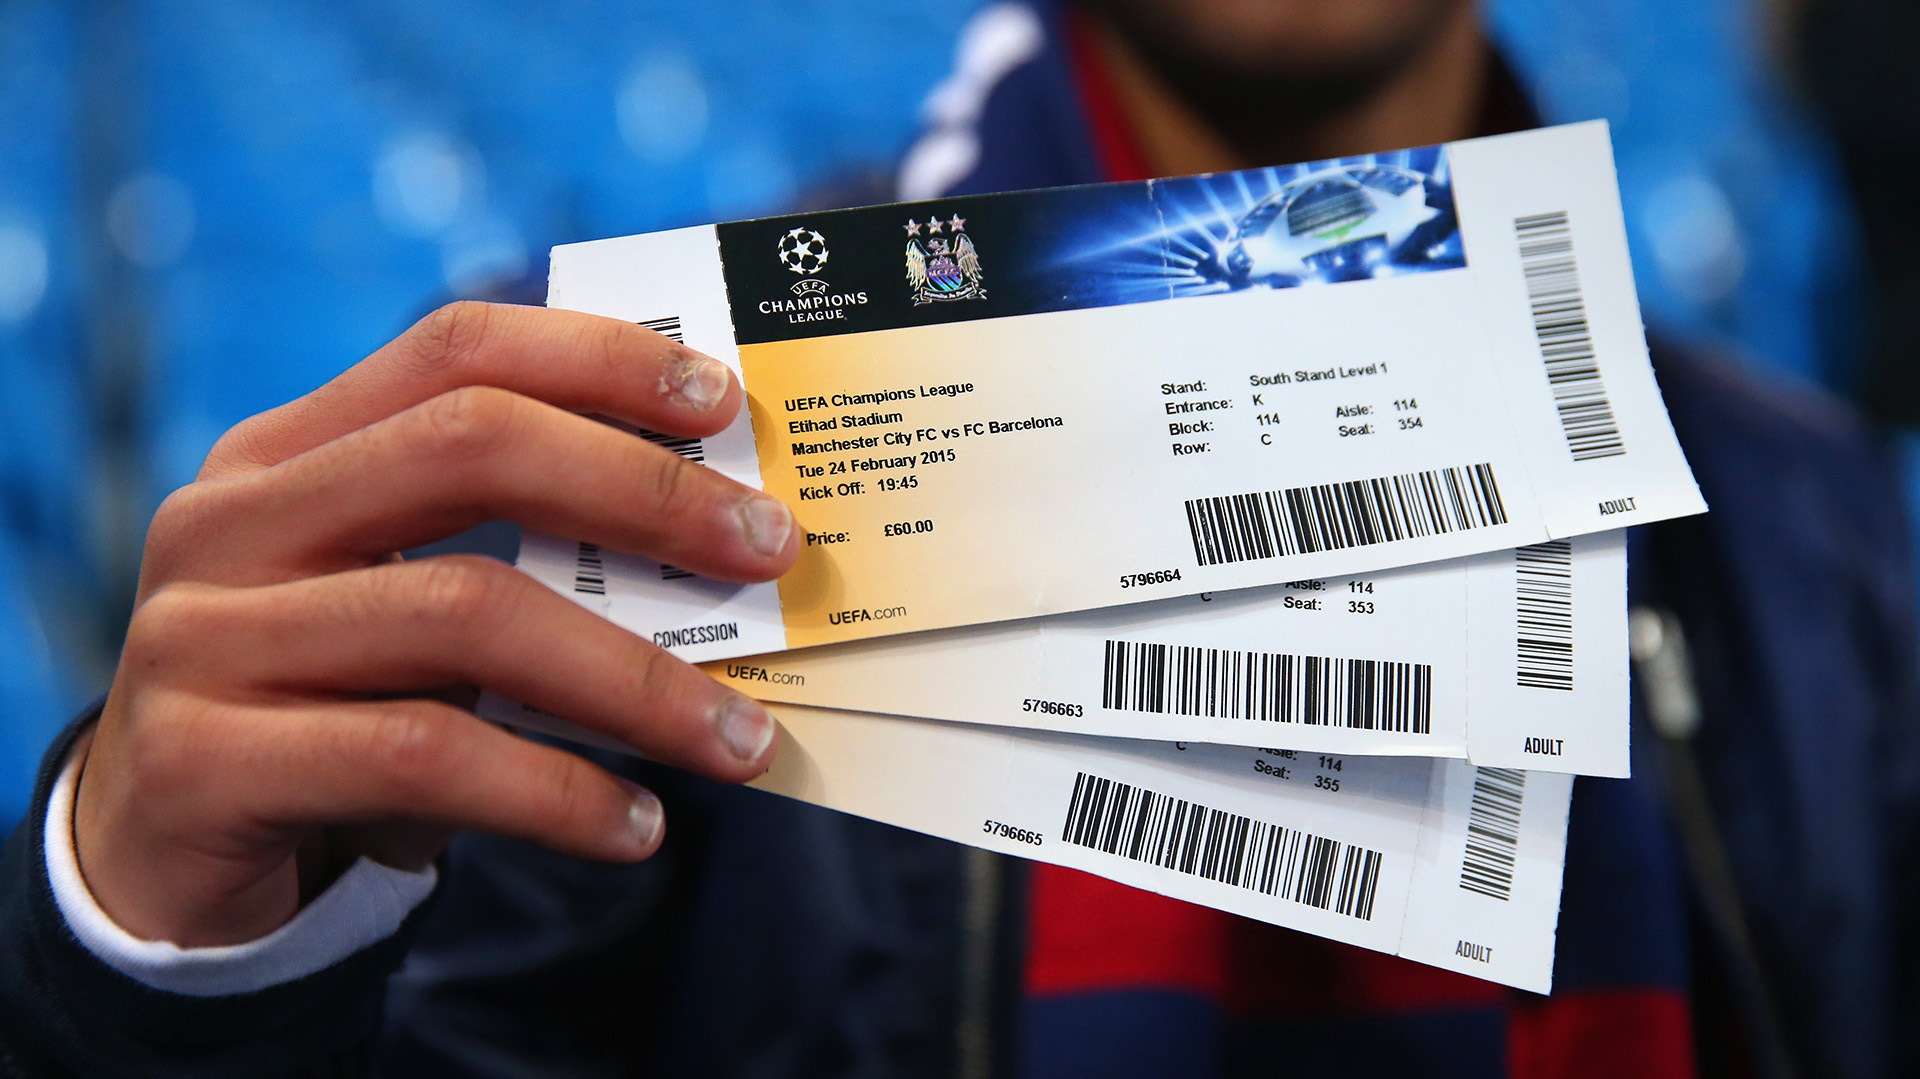 UEFA
CHAMPIONS
LEAGUE
UEFA Champions League
Etihad Stadium
Manchester City FC vs FC Barcelona
Tue 24 February 2015
Kick Off: 19:45
Price: £60.00
UEFA.com
CONCESSION
Stand: South Stand Level 1
Entrance: K
Block: 114 Aisle: 114
Row: C Seat: 354
5796664
ADULT
C Aisle: 114
Seat: 353
UEFA.com
5796663
ADULT
C Aisle: 114
Seat: 355
5796665
ADULT